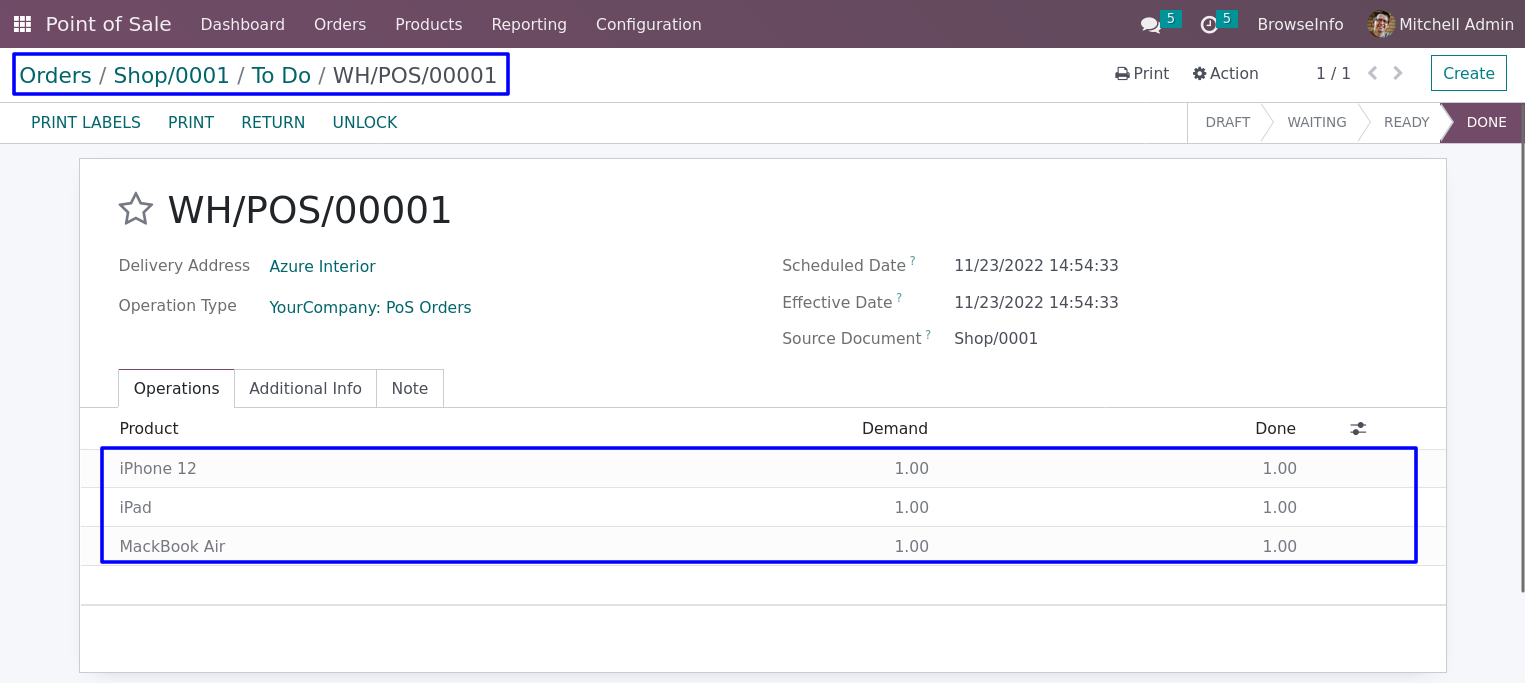 Point of Sale Dashboard Orders Products Reporting Configuration 5 5 BrowseInfo Mitchell Admin
Orders / Shop/0001 / To Do / WH/POS/00001 Print Action 1 / 1 Create
PRINT LABELS PRINT RETURN UNLOCK DRAFT WAITING READY DONE
WH/POS/00001
Delivery Address Azure Interior
Operation Type YourCompany: PoS Orders
Scheduled Date ? 11/23/2022 14:54:33
Effective Date ? 11/23/2022 14:54:33
Source Document ? Shop/0001
Operations Additional Info Note
Product Demand Done
iPhone 12 1.00 1.00
iPad 1.00 1.00
MackBook Air 1.00 1.00